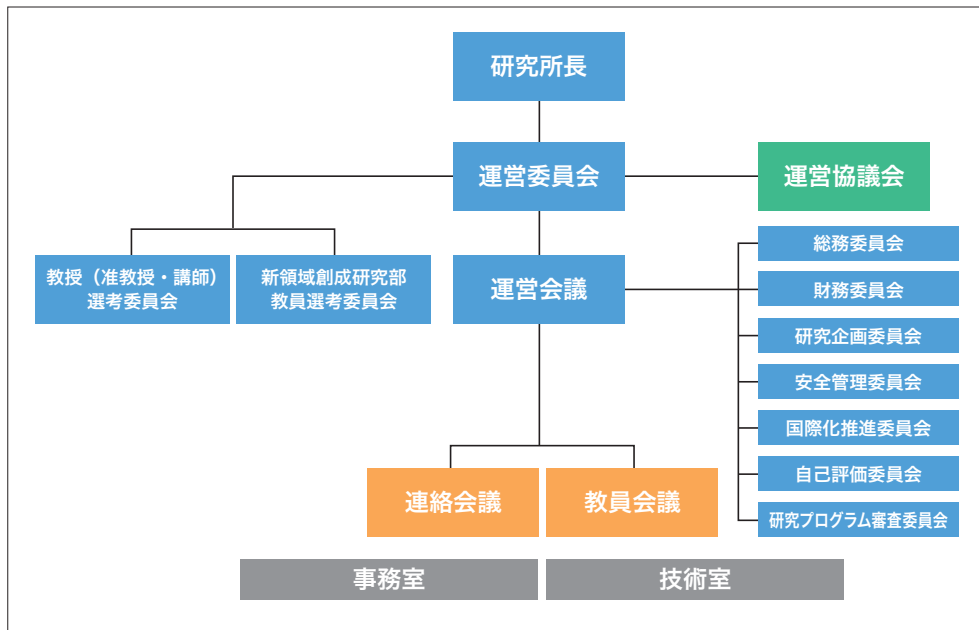 研究所長
運営委員会
運営協議会
教授（准教授・講師）
選考委員会
新領域創成研究部
教員選考委員会
運営会議
総務委員会
財務委員会
研究企画委員会
安全管理委員会
国際化推進委員会
自己評価委員会
研究プログラム審査委員会
連絡会議
教員会議
事務室
技術室